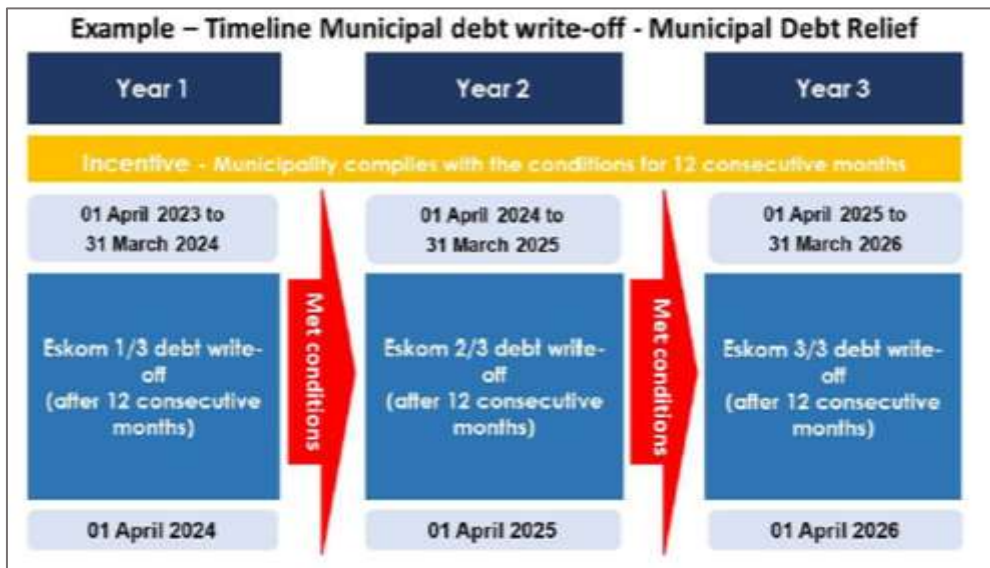 Example – Timeline Municipal debt write-off - Municipal Debt Relief
Year 1
Year 2
Year 3
Incentive - Municipality complies with the conditions for 12 consecutive months
01 April 2023 to
31 March 2024
01 April 2024 to
31 March 2025
01 April 2025 to
31 March 2026
Eskom 1/3 debt write-
off
(after 12 consecutive
months)
Met conditions
Eskom 2/3 debt write-
off
(after 12 consecutive
months)
Met conditions
Eskom 3/3 debt write-
off
(after 12 consecutive
months)
01 April 2024
01 April 2025
01 April 2026